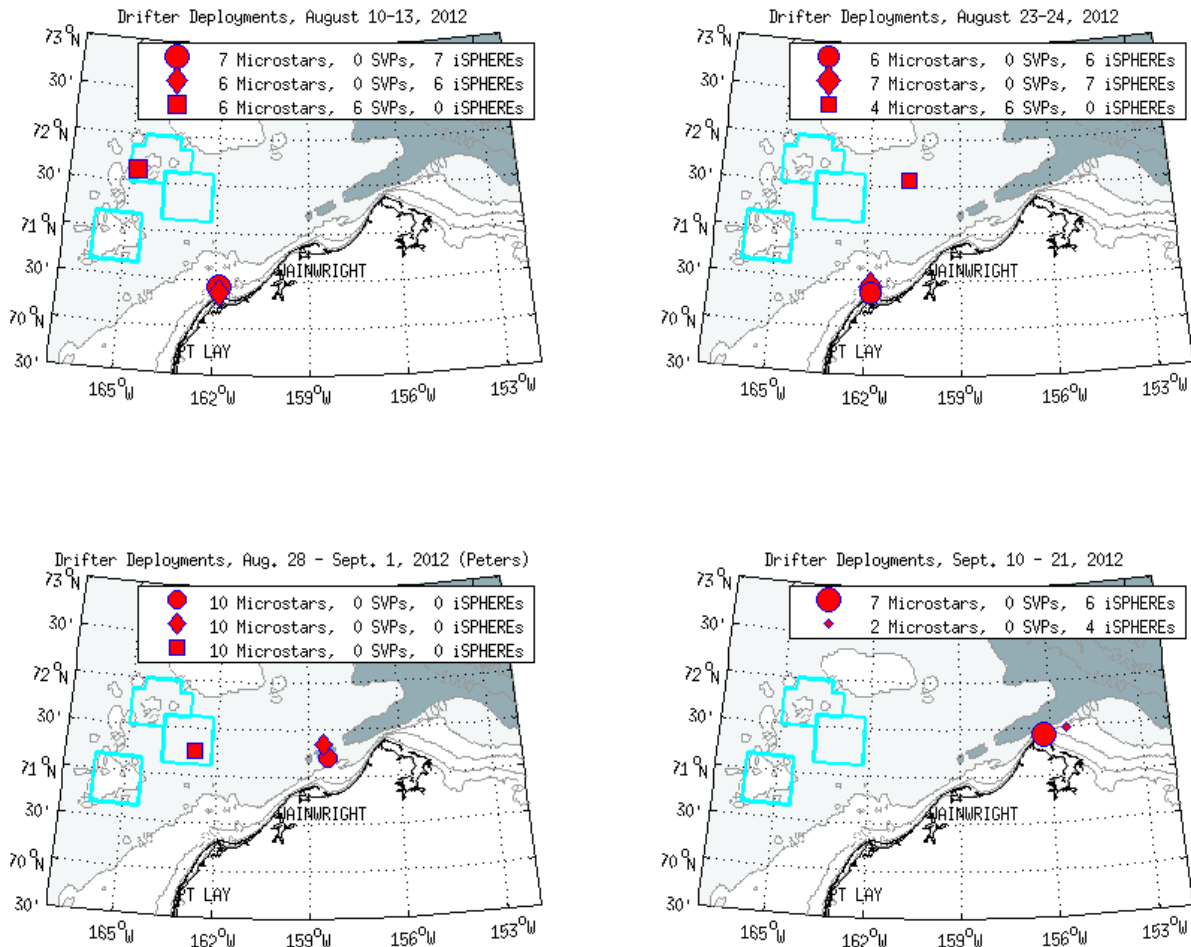 Drifter Deployments, August 10-13, 2012
7 Microstars, 0 SVPs, 7 iSPHEREs
6 Microstars, 0 SVPs, 6 iSPHEREs
6 Microstars, 6 SVPs, 0 iSPHEREs
73°N
30'
72°N
30'
71°N
30'
70°N
30'
WAINWRIGHT
PT LAY
165°W 162°W 159°W 156°W 153°W
Drifter Deployments, August 23-24, 2012
6 Microstars, 0 SVPs, 6 iSPHEREs
7 Microstars, 0 SVPs, 7 iSPHEREs
4 Microstars, 6 SVPs, 0 iSPHEREs
73°N
30'
72°N
30'
71°N
30'
70°N
30'
WAINWRIGHT
PT LAY
165°W 162°W 159°W 156°W 153°W
Drifter Deployments, Aug. 28 - Sept. 1, 2012 (Peters)
10 Microstars, 0 SVPs, 0 iSPHEREs
10 Microstars, 0 SVPs, 0 iSPHEREs
10 Microstars, 0 SVPs, 0 iSPHEREs
73°N
30'
72°N
30'
71°N
30'
70°N
30'
WAINWRIGHT
PT LAY
165°W 162°W 159°W 156°W 153°W
Drifter Deployments, Sept. 10 - 21, 2012
7 Microstars, 0 SVPs, 6 iSPHEREs
2 Microstars, 0 SVPs, 4 iSPHEREs
73°N
30'
72°N
30'
71°N
30'
70°N
30'
WAINWRIGHT
PT LAY
165°W 162°W 159°W 156°W 153°W